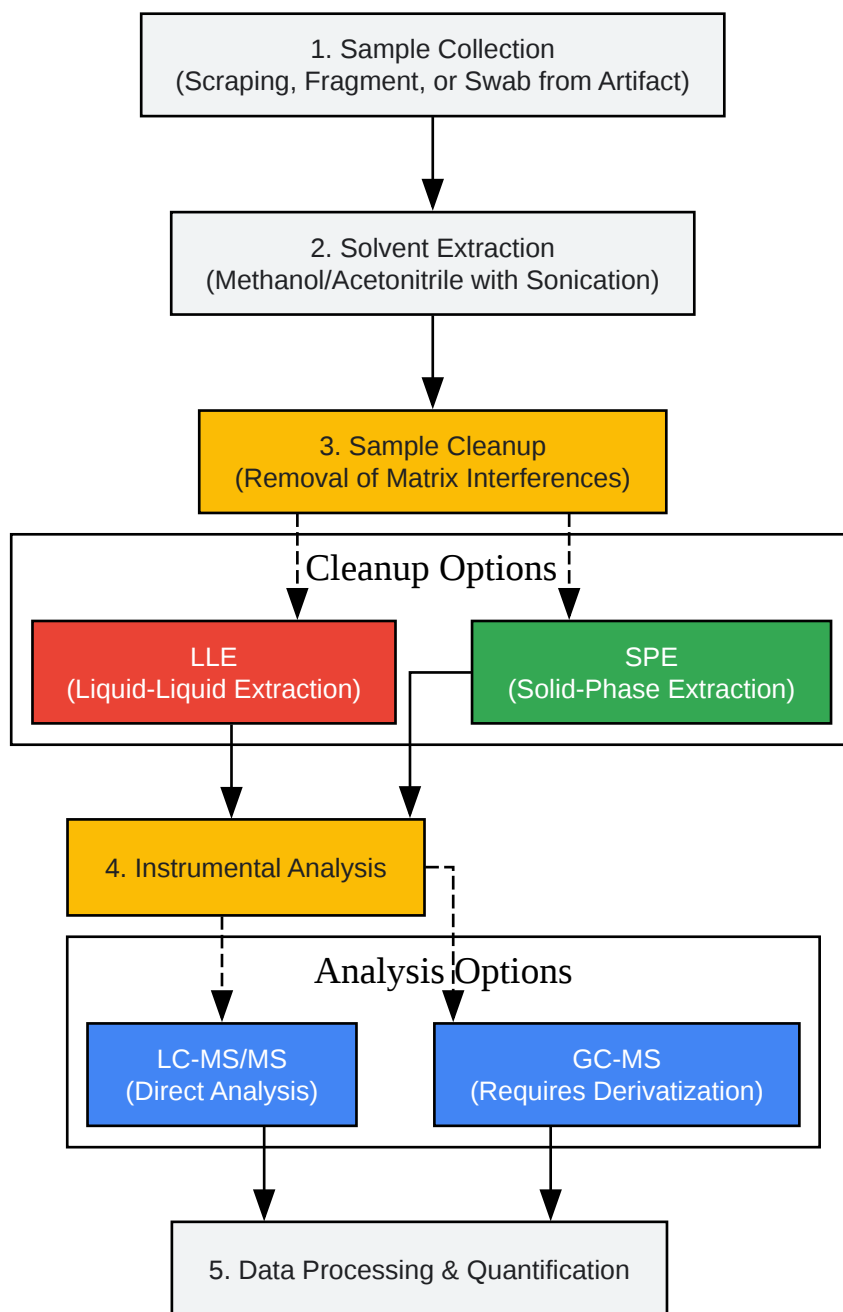 1. Sample Collection
(Scraping, Fragment, or Swab from Artifact)
2. Solvent Extraction
(Methanol/Acetonitrile with Sonication)
3. Sample Cleanup
(Removal of Matrix Interferences)
Cleanup Options
LLE
(Liquid-Liquid Extraction)
SPE
(Solid-Phase Extraction)
4. Instrumental Analysis
Analysis Options
LC-MS/MS
(Direct Analysis)
GC-MS
(Requires Derivatization)
5. Data Processing & Quantification